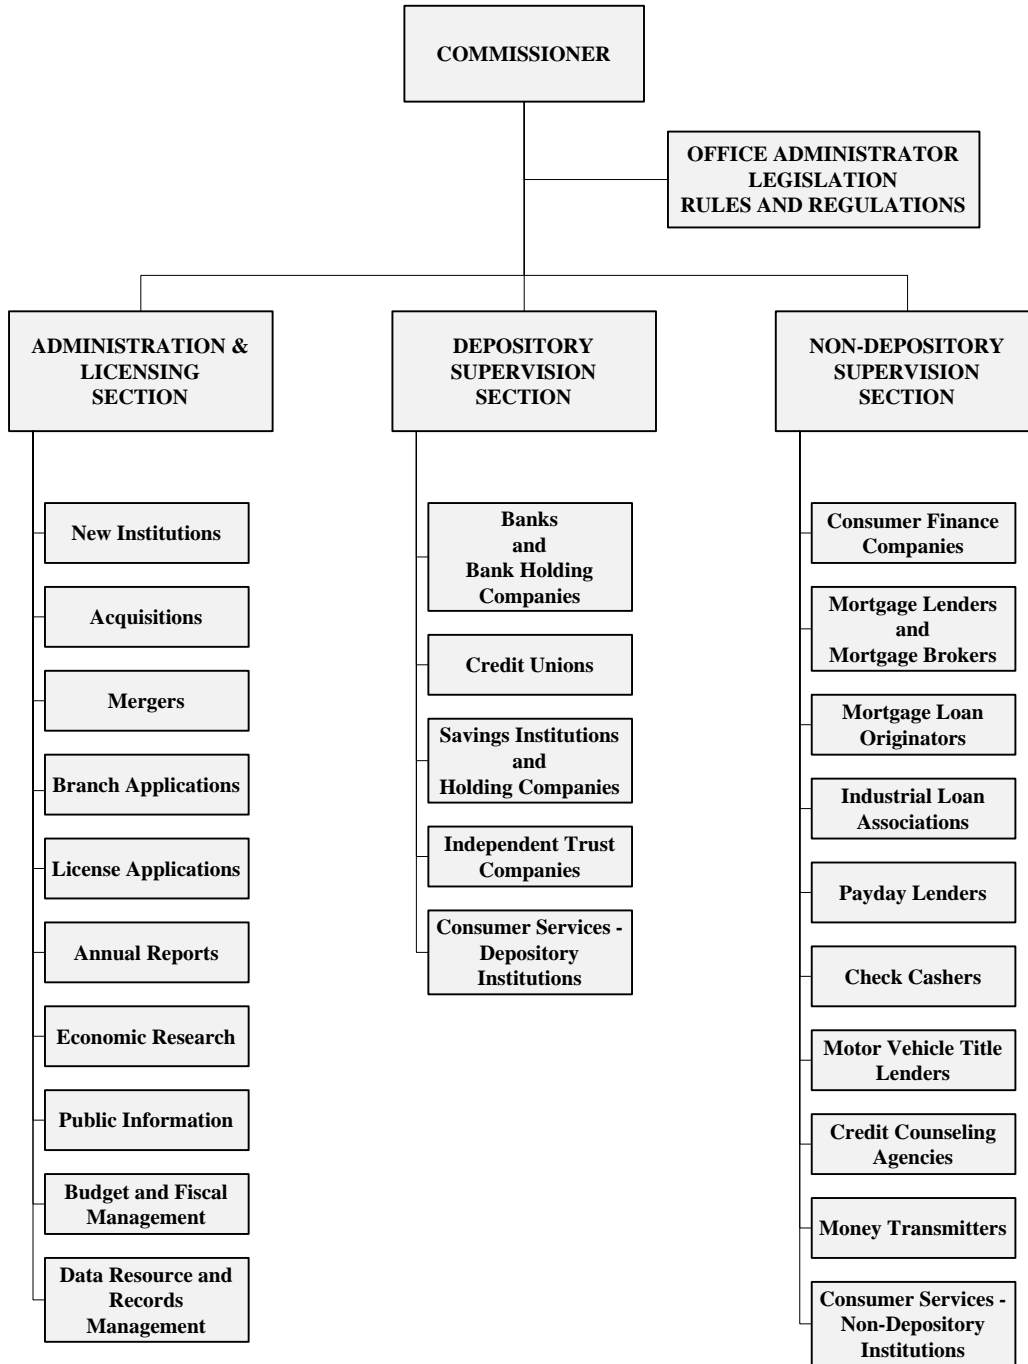 COMMISSIONER
OFFICE ADMINISTRATOR
LEGISLATION
RULES AND REGULATIONS
ADMINISTRATION &
LICENSING
SECTION
DEPOSITORY
SUPERVISION
SECTION
NON-DEPOSITORY
SUPERVISION
SECTION
New Institutions
Acquisitions
Mergers
Branch Applications
License Applications
Annual Reports
Economic Research
Public Information
Budget and Fiscal
Management
Data Resource and
Records
Management
Banks
and
Bank Holding
Companies
Credit Unions
Savings Institutions
and
Holding Companies
Independent Trust
Companies
Consumer Services -
Depository
Institutions
Consumer Finance
Companies
Mortgage Lenders
and
Mortgage Brokers
Mortgage Loan
Originators
Industrial Loan
Associations
Payday Lenders
Check Cashers
Motor Vehicle Title
Lenders
Credit Counseling
Agencies
Money Transmitters
Consumer Services -
Non-Depository
Institutions